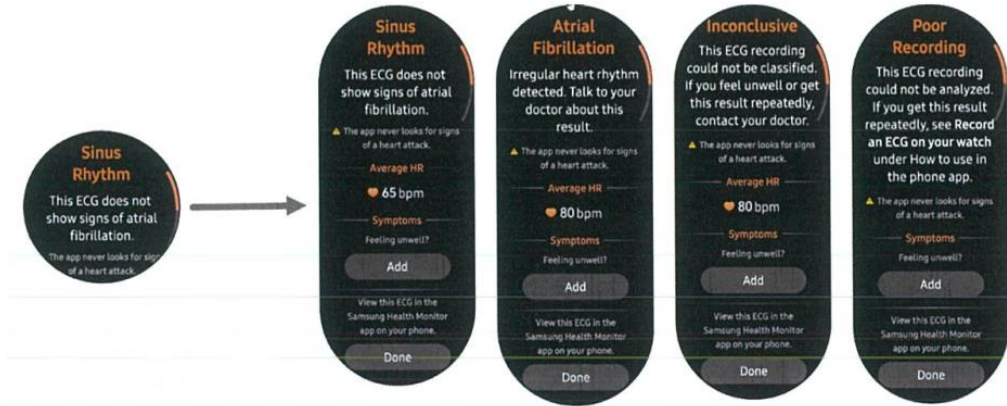 Sinus
Rhythm
This ECG does not
show signs of atrial
fibrillation.
The app never looks for signs
of a heart attack.
Sinus
Rhythm
This ECG does not
show signs of atrial
fibrillation.
The app never looks for signs
of a heart attack.
Average HR
65 bpm
Symptoms
Feeling unwell?
Add
View this ECG in the
Samsung Health Monitor
app on your phone.
Done
Atrial
Fibrillation
Irregular heart rhythm
detected. Talk to your
doctor about this
result.
The app never looks for signs
of a heart attack.
Average HR
80 bpm
Symptoms
Feeling unwell?
Add
View this ECG in the
Samsung Health Monitor
app on your phone.
Done
Inconclusive
This ECG recording
could not be classified.
If you feel unwell or get
this result repeatedly,
contact your doctor.
The app never looks for signs
of a heart attack.
Average HR
80 bpm
Symptoms
Feeling unwell?
Add
View this ECG in the
Samsung Health Monitor
app on your phone.
Done
Poor
Recording
This ECG recording
could not be analyzed.
If you get this result
repeatedly, see Record
an ECG on your watch
under How to use in
the phone app.
The app never looks for signs
of a heart attack.
Symptoms
Feeling unwell?
Add
View this ECG in the
Samsung Health Monitor
app on your phone.
Done